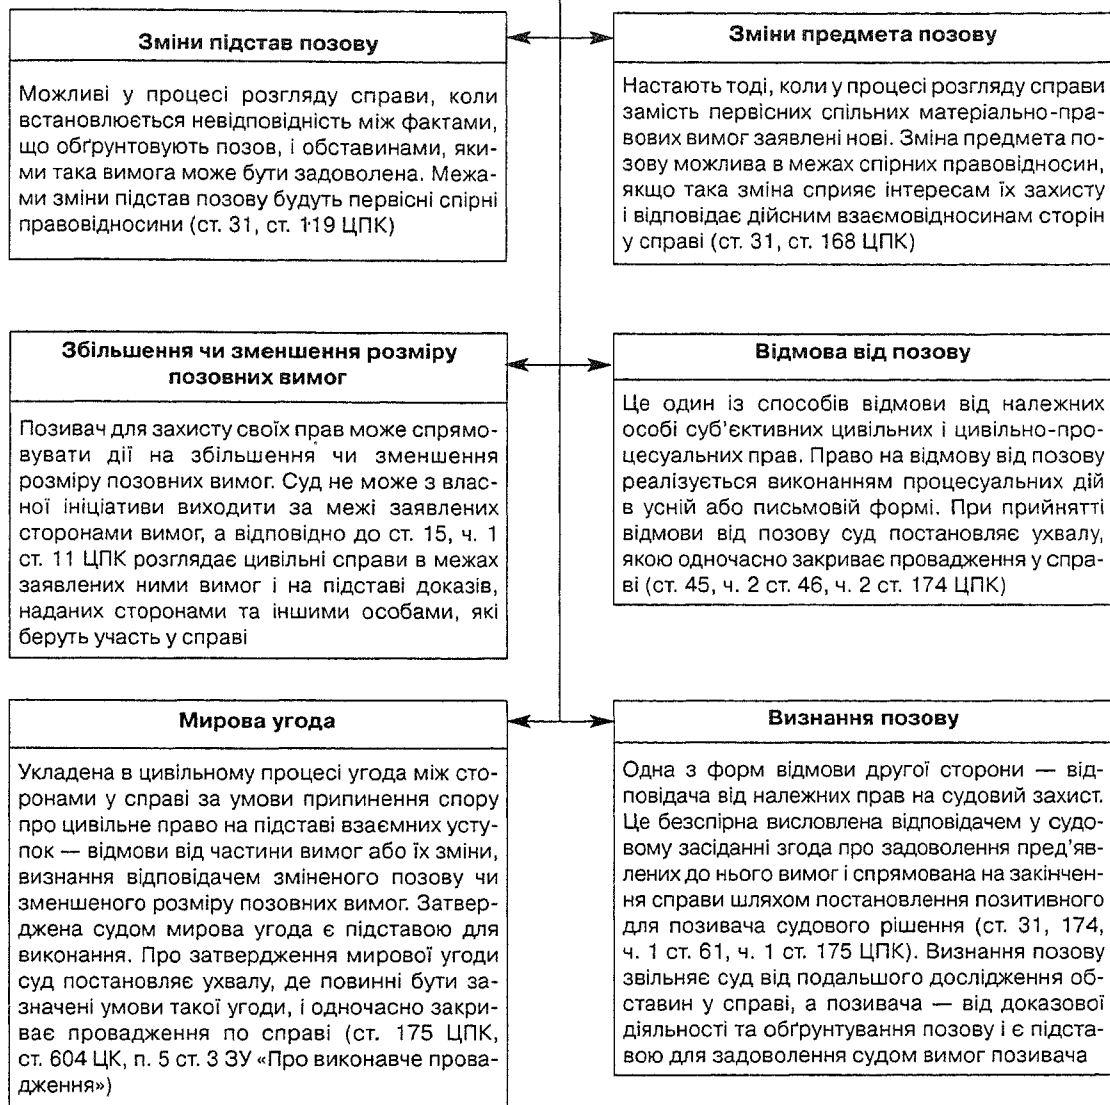 Зміни підстав позову
Можливі у процесі розгляду справи, коли
встановлюється невідповідність між фактами,
що обґрунтовують позов, і обставинами, яки-
ми така вимога може бути задоволена. Межа-
ми зміни підстав позову будуть первісні спірні
правовідносини (ст. 31, ст. 119 ЦПК)
Зміни предмета позову
Настають тоді, коли у процесі розгляду справи
замість первісних спільних матеріально-пра-
вових вимог заявлені нові. Зміна предмета по-
зову можлива в межах спірних правовідносин,
якщо така зміна сприяє інтересам їх захисту
і відповідає дійсним взаємовідносинам сторін
у справі (ст. 31, ст. 168 ЦПК)
Збільшення чи зменшення розміру
позовних вимог
Позивач для захисту своїх прав може спрямо-
вувати дії на збільшення чи зменшення
розміру позовних вимог. Суд не може з влас-
ної ініціативи виходити за межі заявлених
сторонами вимог, а відповідно до ст. 15, ч. 1
ст. 11 ЦПК розглядає цивільні справи в межах
заявлених ними вимог і на підставі доказів,
наданих сторонами та іншими особами, які
беруть участь у справі
Відмова від позову
Це один із способів відмови від належних
особі суб’єктивних цивільних і цивільно-про-
цесуальних прав. Право на відмову від позову
реалізується виконанням процесуальних дій
в усній або письмовій формі. При прийнятті
відмови від позову суд постановляє ухвалу,
якою одночасно закриває провадження у спра-
ві (ст. 45, ч. 2 ст. 46, ч. 2 ст. 174 ЦПК)
Мирова угода
Укладена в цивільному процесі угода між сто-
ронами у справі за умови припинення спору
про цивільне право на підставі взаємних усту-
пок — відмови від частини вимог або їх зміни,
визнання відповідачем зміненого позову чи
зменшеного розміру позовних вимог. Затвер-
джена судом мирова угода є підставою для
виконання. Про затвердження мирової угоди
суд постановляє ухвалу, де повинні бути за-
значені умови такої угоди, і одночасно закри-
ває провадження по справі (ст. 175 ЦПК,
ст. 604 ЦК, п. 5 ст. 3 ЗУ «Про виконавче прова-
дження»)
Визнання позову
Одна з форм відмови другої сторони — від-
повідача від належних прав на судовий захист.
Це безспірна висловлена відповідачем у судо-
вому засіданні згода про задоволення пред’яв-
лених до нього вимог і спрямована на закінчен-
ня справи шляхом постановлення позитивного
для позивача судового рішення (ст. 31, 174,
ч. 1 ст. 61, ч. 1 ст. 175 ЦПК). Визнання позову
звільняє суд від подальшого дослідження об-
ставин у справі, а позивача — від доказової
діяльності та обґрунтування позову і є підста-
вою для задоволення судом вимог позивача